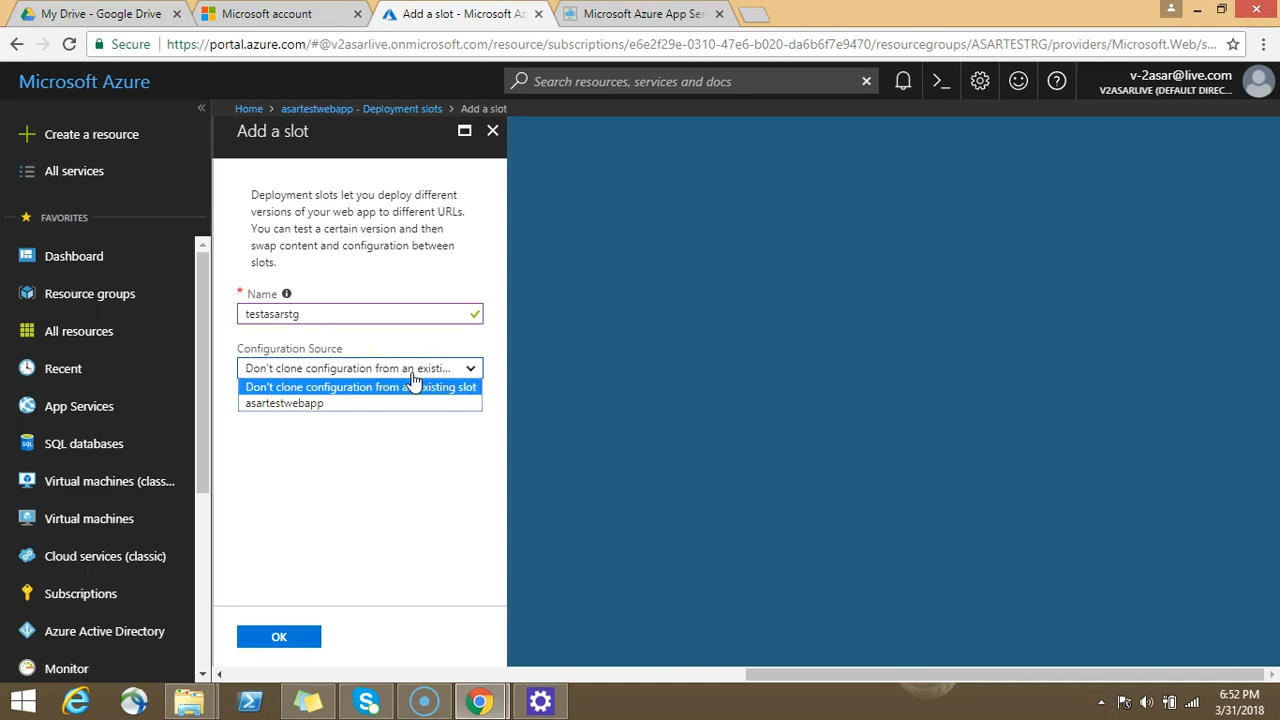 My Drive - Google Drive
Microsoft account
Add a slot - Microsoft Az
Microsoft Azure App Ser
Secure
https://portal.azure.com/#@v2asarlive.onmicrosoft.com/resource/subscriptions/e6e2f29e-0310-47e6-b020-da6b6f7e9470/resourcegroups/ASARTESTRG/providers/Microsoft.Web/s...
Microsoft Azure
Search resources, services and docs
v-2asar@live.com
V2ASARLIVE (DEFAULT DIREC...
Home
asartestwebapp - Deployment slots
Add a slot
Add a slot
Create a resource
All services
FAVORITES
Dashboard
Resource groups
All resources
Recent
App Services
SQL databases
Virtual machines (class...
Virtual machines
Cloud services (classic)
Subscriptions
Azure Active Directory
Monitor
Deployment slots let you deploy different
versions of your web app to different URLs.
You can test a certain version and then
swap content and configuration between
slots.
* Name
testasarstg
Configuration Source
Don't clone configuration from an existi...
Don't clone configuration from an existing slot
asartestwebapp
OK
6:52 PM
3/31/2018